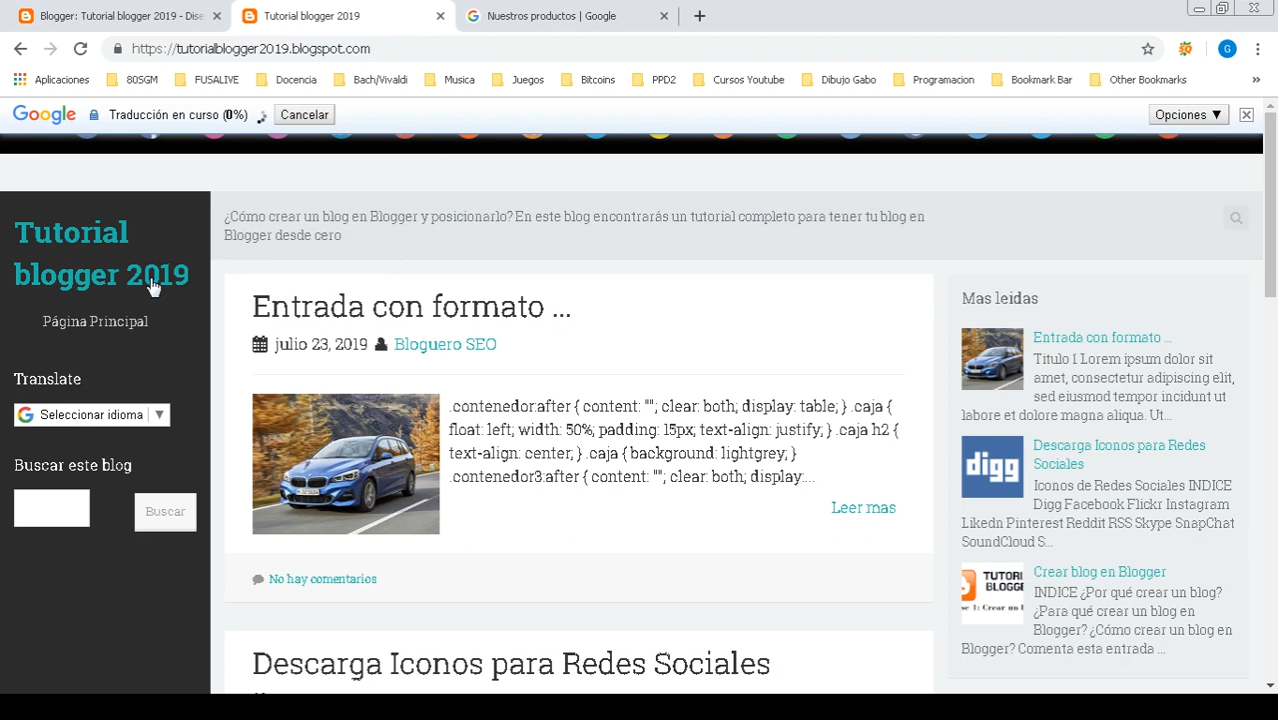 Blogger: Tutorial blogger 2019 - Dise
Tutorial blogger 2019
Nuestros productos | Google
https://tutorialblogger2019.blogspot.com
G
Aplicaciones
80SGM
FUSALIVE
Docencia
Bach/Vivaldi
Musica
Juegos
Bitcoins
PPD2
Cursos Youtube
Dibujo Gabo
Programacion
Bookmark Bar
Other Bookmarks
Google
Traducción en curso (0%)
Cancelar
Opciones ▼
Tutorial
blogger 2019
Página Principal
Translate
Seleccionar idioma ▼
Buscar este blog
Buscar
¿Cómo crear un blog en Blogger y posicionarlo? En este blog encontrarás un tutorial completo para tener tu blog en
Blogger desde cero
Entrada con formato ...
julio 23, 2019 Bloguero SEO
.contenedor:after { content: ""; clear: both; display: table; } .caja {
float: left; width: 50%; padding: 15px; text-align: justify; } .caja h2 {
text-align: center; } .caja { background: lightgrey; }
.contenedor3:after { content: ""; clear: both; display:...
Leer mas
No hay comentarios
Descarga Iconos para Redes Sociales
Mas leidas
Entrada con formato ...
Titulo 1 Lorem ipsum dolor sit
amet, consectetur adipiscing elit,
sed eiusmod tempor incidunt ut
labore et dolore magna aliqua. Ut...
digg
Descarga Iconos para Redes
Sociales
Iconos de Redes Sociales INDICE
Digg Facebook Flickr Instagram
Likedn Pinterest Reddit RSS Skype SnapChat
SoundCloud S...
Crear blog en Blogger
INDICE ¿Por qué crear un blog?
¿Para qué crear un blog en
Blogger? ¿Cómo crear un blog en
Blogger? Comenta esta entrada ...